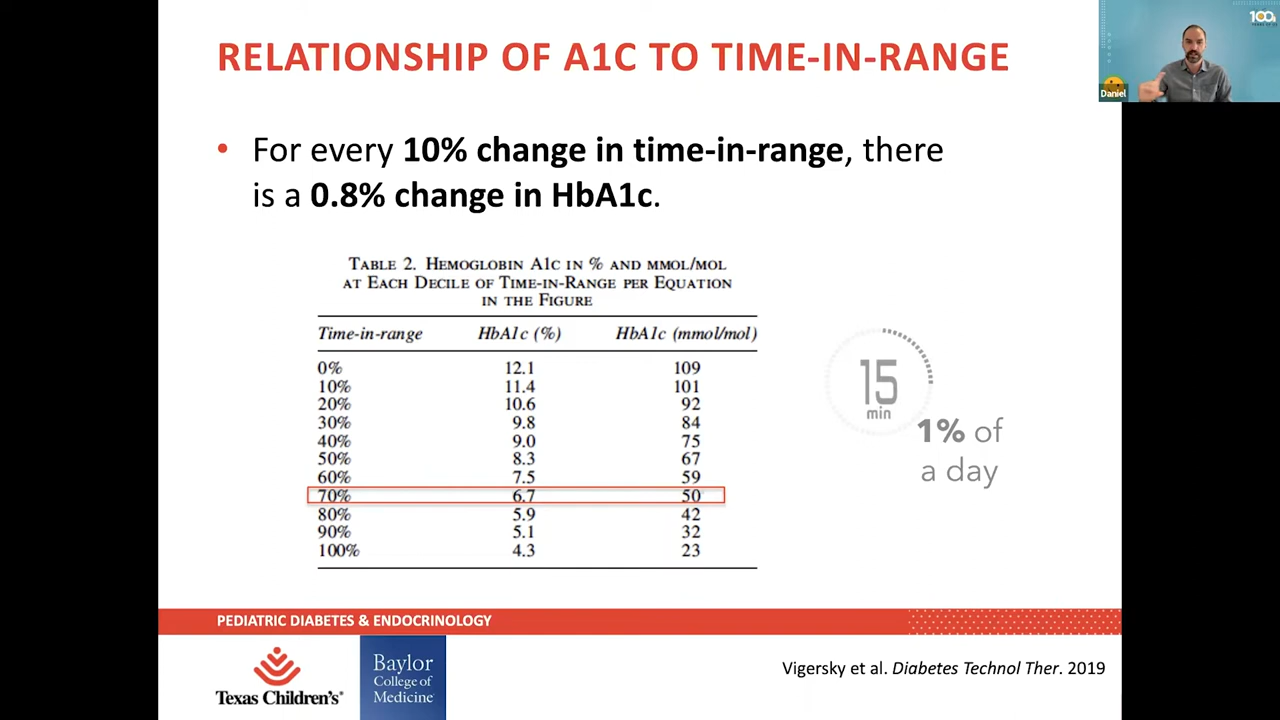 RELATIONSHIP OF A1C TO TIME-IN-RANGE
100
Daniel
• For every 10% change in time-in-range, there
is a 0.8% change in HbA1c.
TABLE 2. HEMOGLOBIN A1C IN % AND MMOL/MOL
AT EACH DECILE OF TIME-IN-RANGE PER EQUATION
IN THE FIGURE
Time-in-range HbA1c (%) HbA1c (mmol/mol)
0% 12.1 109
10% 11.4 101
20% 10.6 92
30% 9.8 84
40% 9.0 75
50% 8.3 67
60% 7.5 59
70% 6.7 50
80% 5.9 42
90% 5.1 32
100% 4.3 23
15
min
1% of
a day
PEDIATRIC DIABETES & ENDOCRINOLOGY
Texas Children's®
Baylor
College of
Medicine
Vigersky et al. Diabetes Technol Ther. 2019